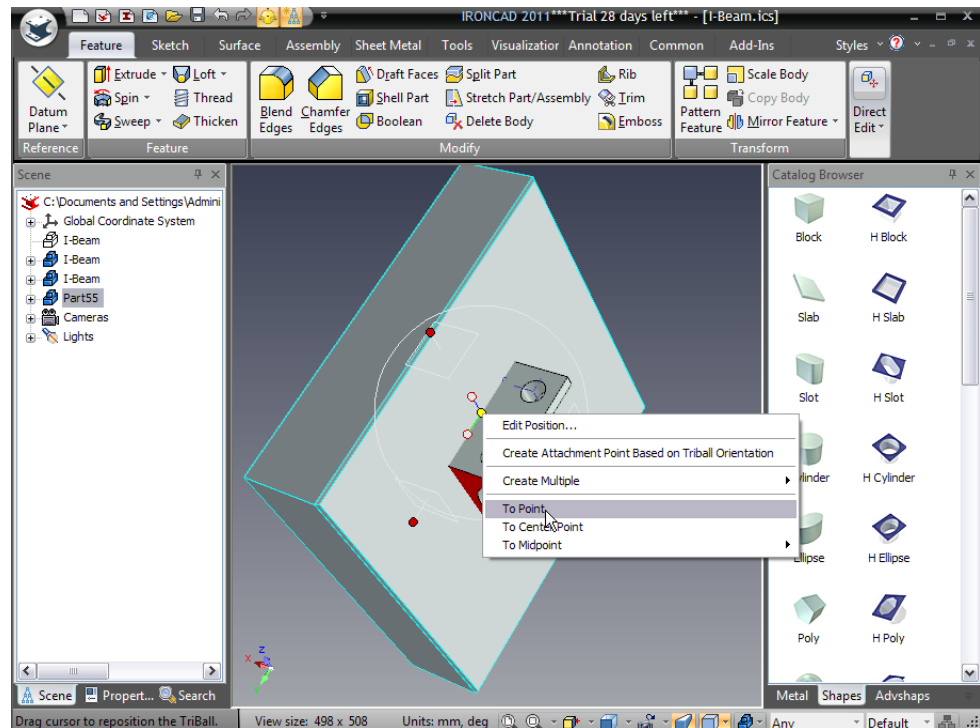 IRONCAD 2011***Trial 28 days left*** - [I-Beam.ics]
Feature Sketch Surface Assembly Sheet Metal Tools Visualization Annotation Common Add-Ins Styles
Datum Plane
Extrude Loft
Spin Thread
Sweep Thicken
Blend Edges
Chamfer Edges
Draft Faces Split Part
Shell Part Stretch Part/Assembly
Boolean Delete Body
Rib
Trim
Emboss
Pattern Feature
Scale Body
Copy Body
Mirror Feature
Direct Edit
Reference Feature Modify Transform
Scene
C:\Documents and Settings\Admini
Global Coordinate System
I-Beam
I-Beam
I-Beam
Part55
Cameras
Lights
Edit Position...
Create Attachment Point Based on Triball Orientation
Create Multiple
To Point
To Center Point
To Midpoint
Z
X
Y
Catalog Browser
Block H Block
Slab H Slab
Slot H Slot
ylinder H Cylinder
Ellipse H Ellipse
Poly H Poly
Scene Propert... Search
Metal Shapes Advshaps
Drag cursor to reposition the TriBall. View size: 498 x 508 Units: mm, deg Any Default